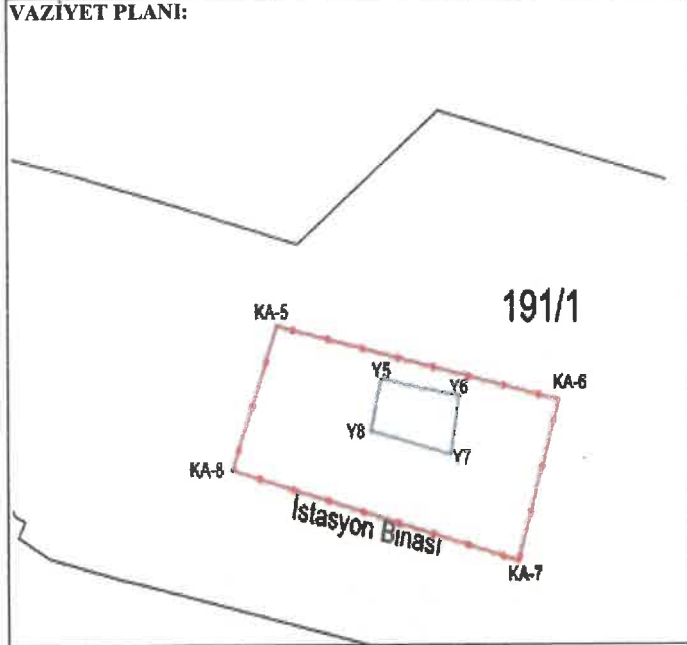 VAZİYET PLANI:
191/1
KA-5
KA-6
Y5
Y6
Y8
Y7
KA-8
İstasyon Binası
KA-7